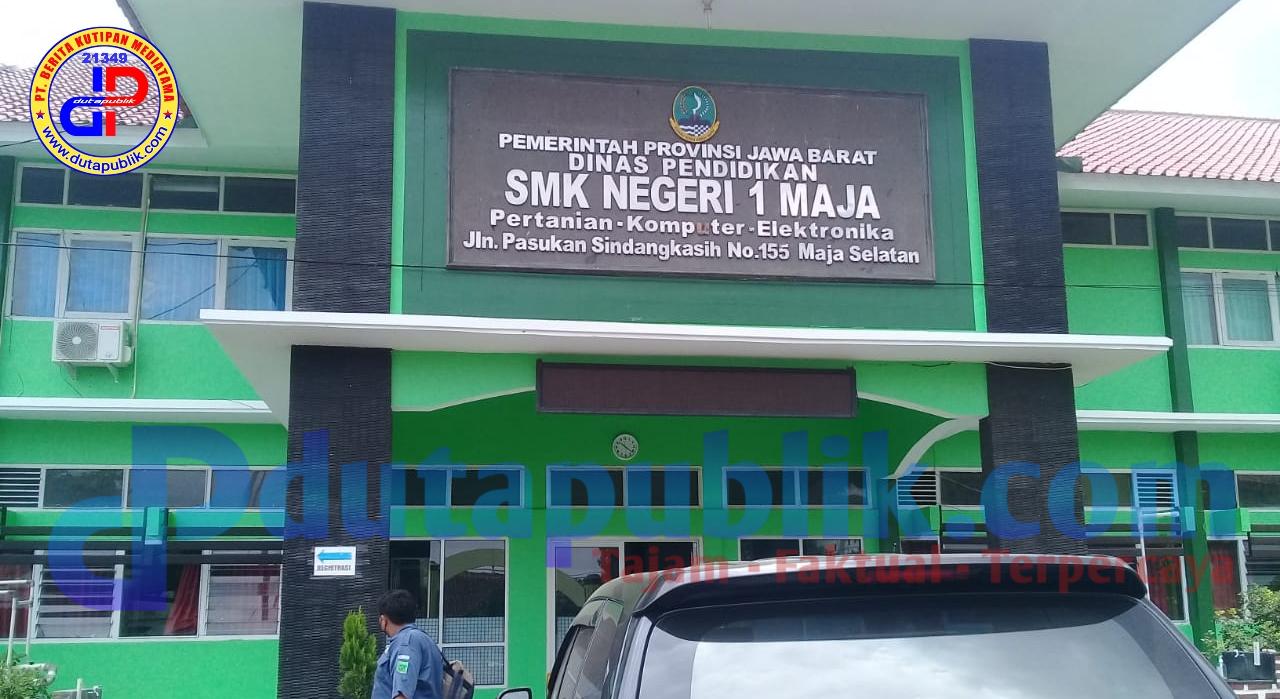 PT. BERITA KUTIPAN MEDIATAMA
21349
dutapublik
www.dutapublik.com
PEMERINTAH PROVINSI JAWA BARAT
DINAS PENDIDIKAN
SMK NEGERI 1 MAJA
Pertanian - Komputer - Elektronika
Jln. Pasukan Sindangkasih No.155 Maja Selatan
dutapublik.com
Tajam - Faktual - Terpercaya
REGISTRASI